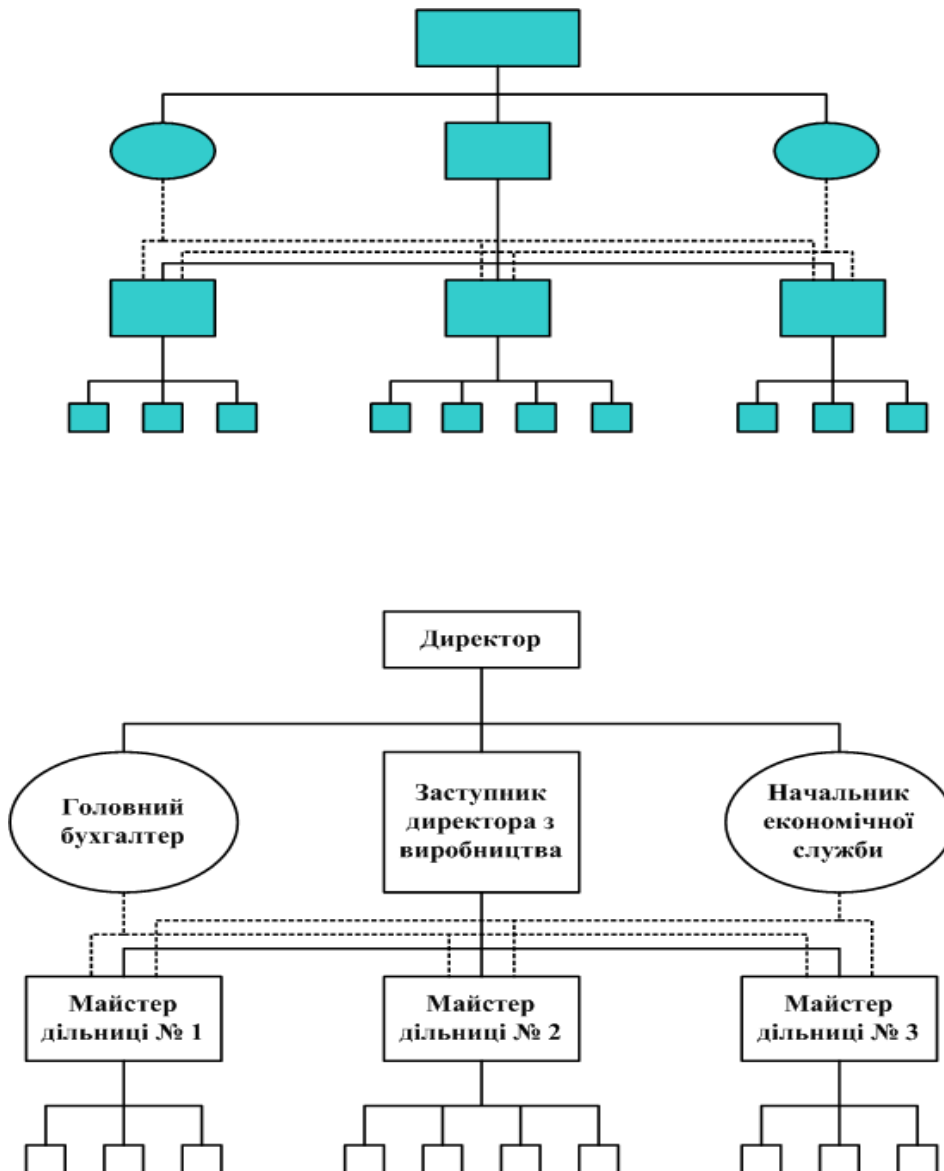 Директор
Головний
бухгалтер
Заступник
директора з
виробництва
Начальник
економічної
служби
Майстер
дільниці № 1
Майстер
дільниці № 2
Майстер
дільниці № 3